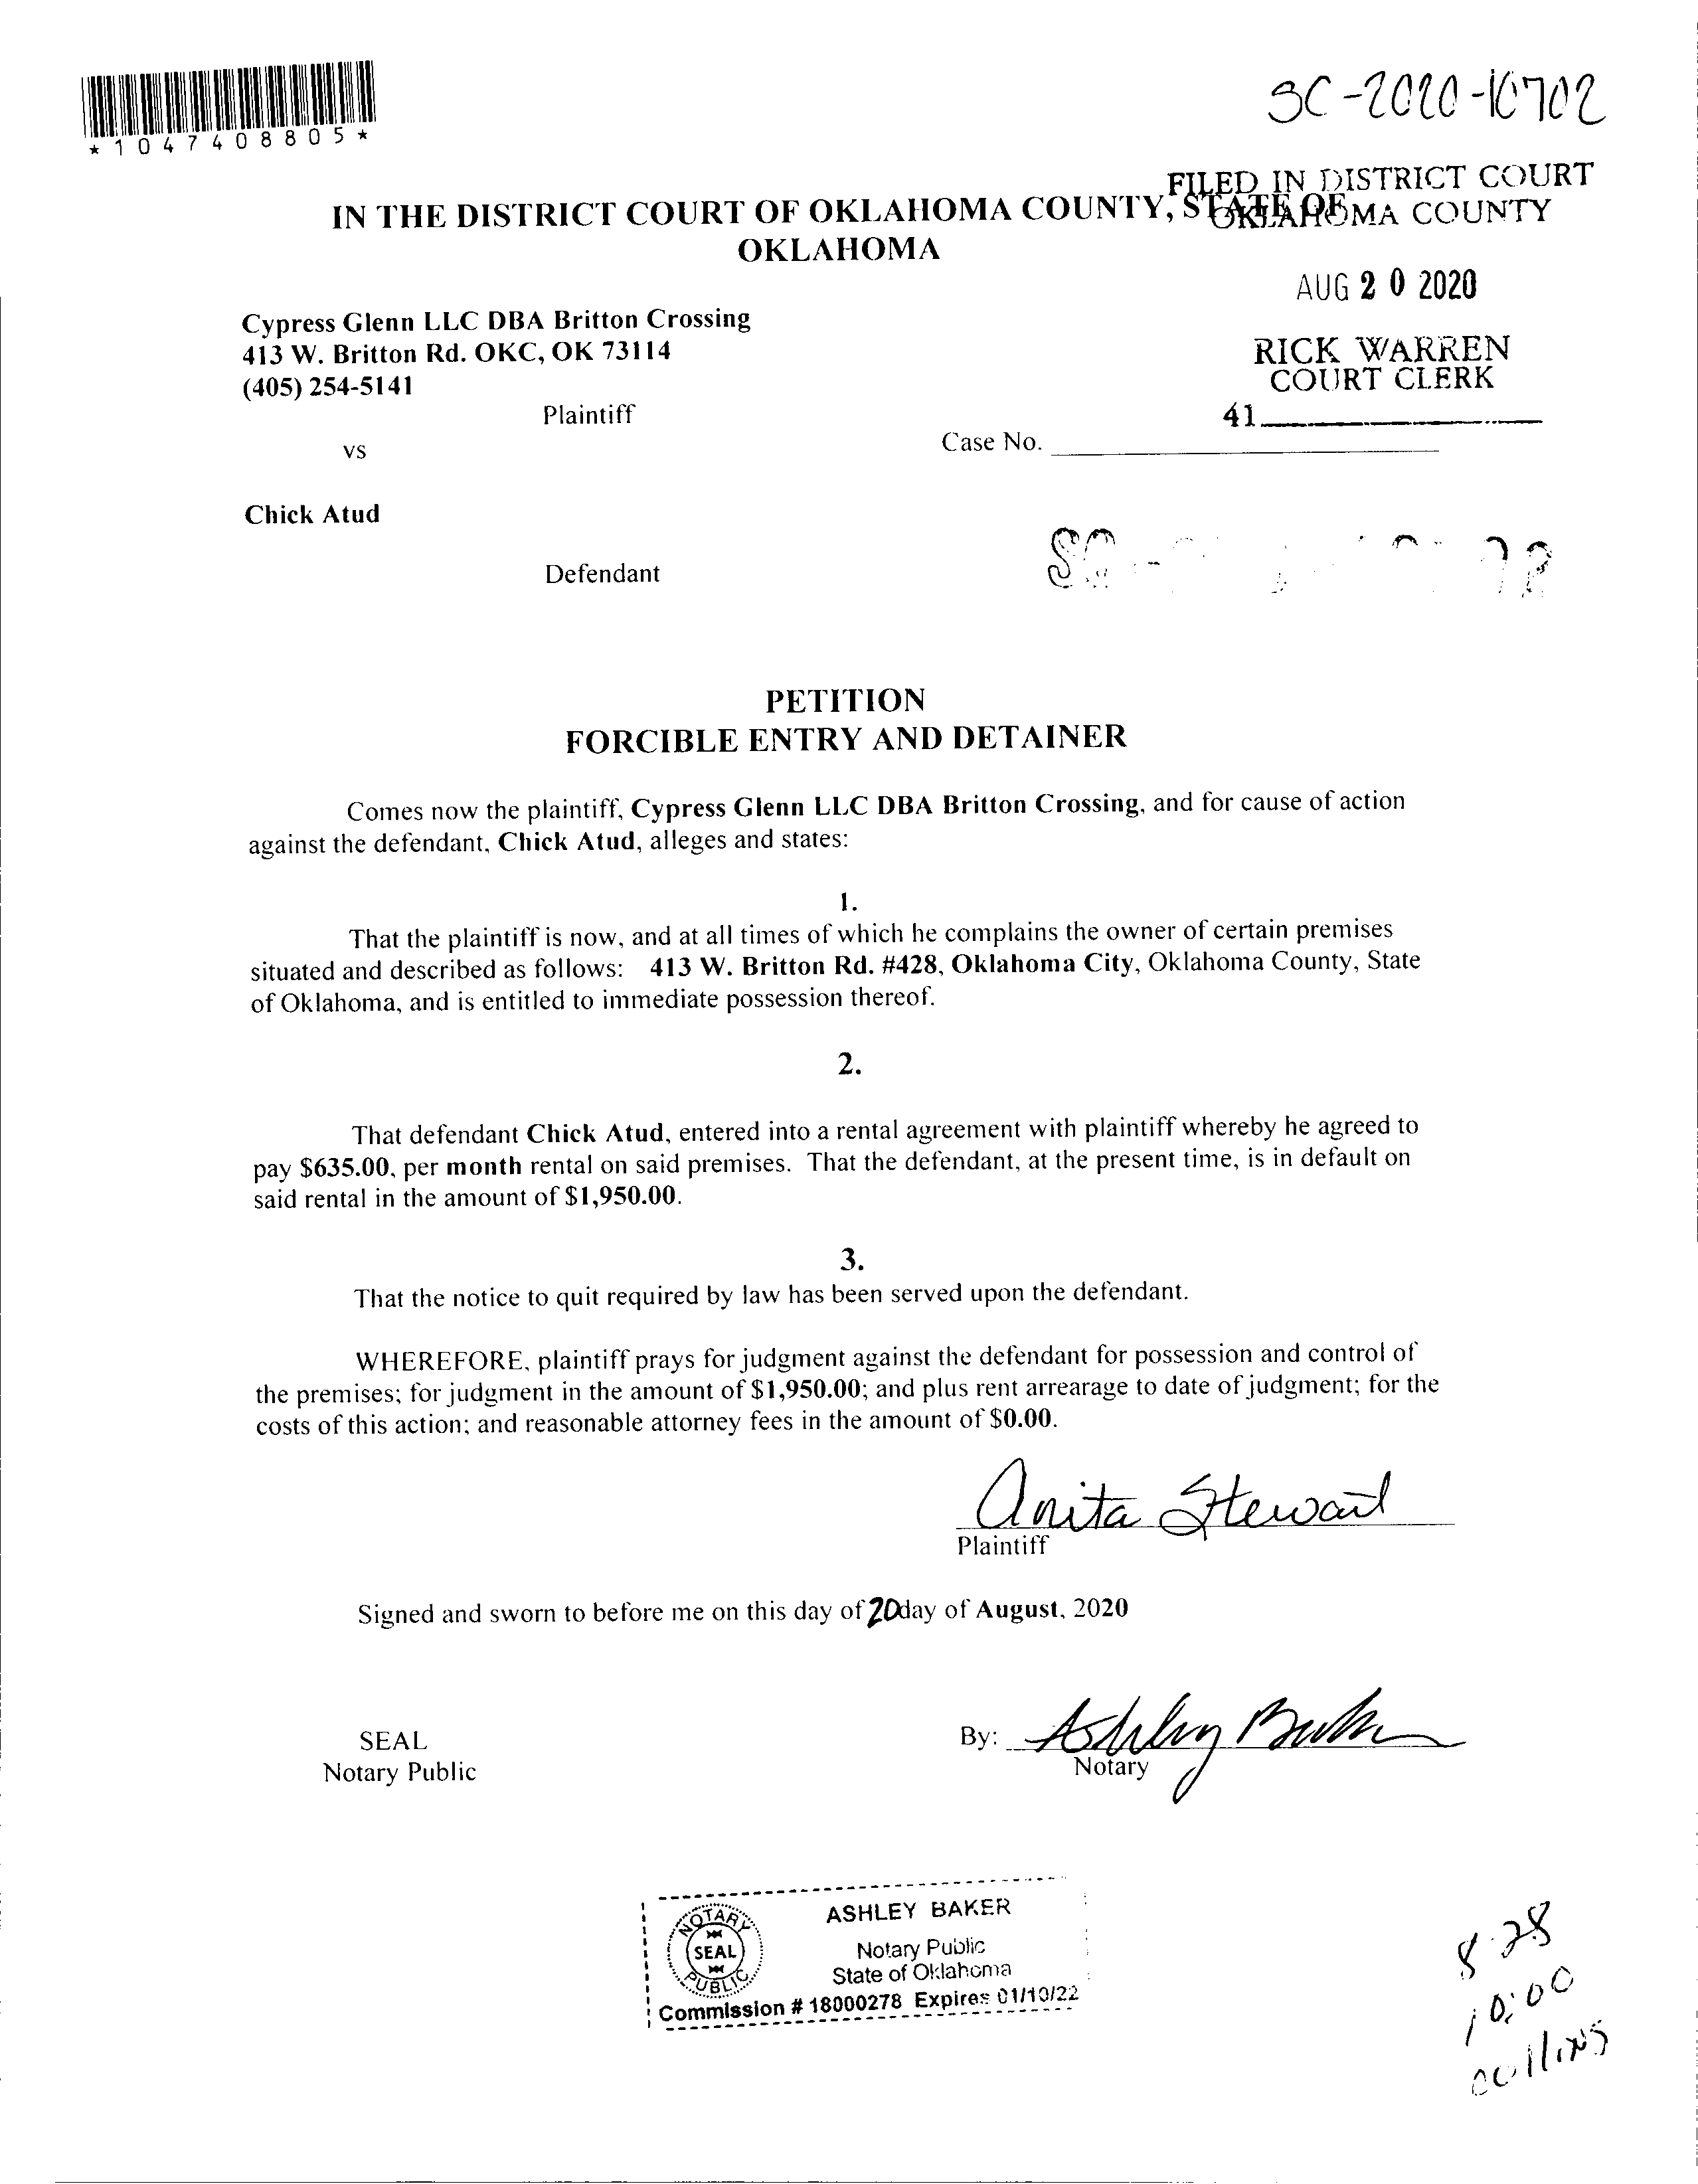 *1047408805*
SC-2020-10702
FILED IN DISTRICT COURT
OKLAHOMA COUNTY
IN THE DISTRICT COURT OF OKLAHOMA COUNTY, STATE OF
OKLAHOMA
AUG 20 2020
Cypress Glenn LLC DBA Britton Crossing
413 W. Britton Rd. OKC, OK 73114
(405) 254-5141
RICK WARREN
COURT CLERK
Plaintiff
41
vs
Case No.
Chick Atud
Defendant
PETITION
FORCIBLE ENTRY AND DETAINER
Comes now the plaintiff, Cypress Glenn LLC DBA Britton Crossing, and for cause of action
against the defendant, Chick Atud, alleges and states:
1.
That the plaintiff is now, and at all times of which he complains the owner of certain premises
situated and described as follows: 413 W. Britton Rd. #428, Oklahoma City, Oklahoma County, State
of Oklahoma, and is entitled to immediate possession thereof.
2.
That defendant Chick Atud, entered into a rental agreement with plaintiff whereby he agreed to
pay $635.00, per month rental on said premises. That the defendant, at the present time, is in default on
said rental in the amount of $1,950.00.
3.
That the notice to quit required by law has been served upon the defendant.
WHEREFORE, plaintiff prays for judgment against the defendant for possession and control of
the premises; for judgment in the amount of $1,950.00; and plus rent arrearage to date of judgment; for the
costs of this action; and reasonable attorney fees in the amount of $0.00.
Anita Stewart
Plaintiff
Signed and sworn to before me on this day of 20 day of August, 2020
SEAL
Notary Public
By: Ashley Baker
Notary
NOTARY
SEAL
PUBLIC
ASHLEY BAKER
Notary Public
State of Oklahoma
Commission # 18000278 Expires 01/10/22
8-28
10:00
collins